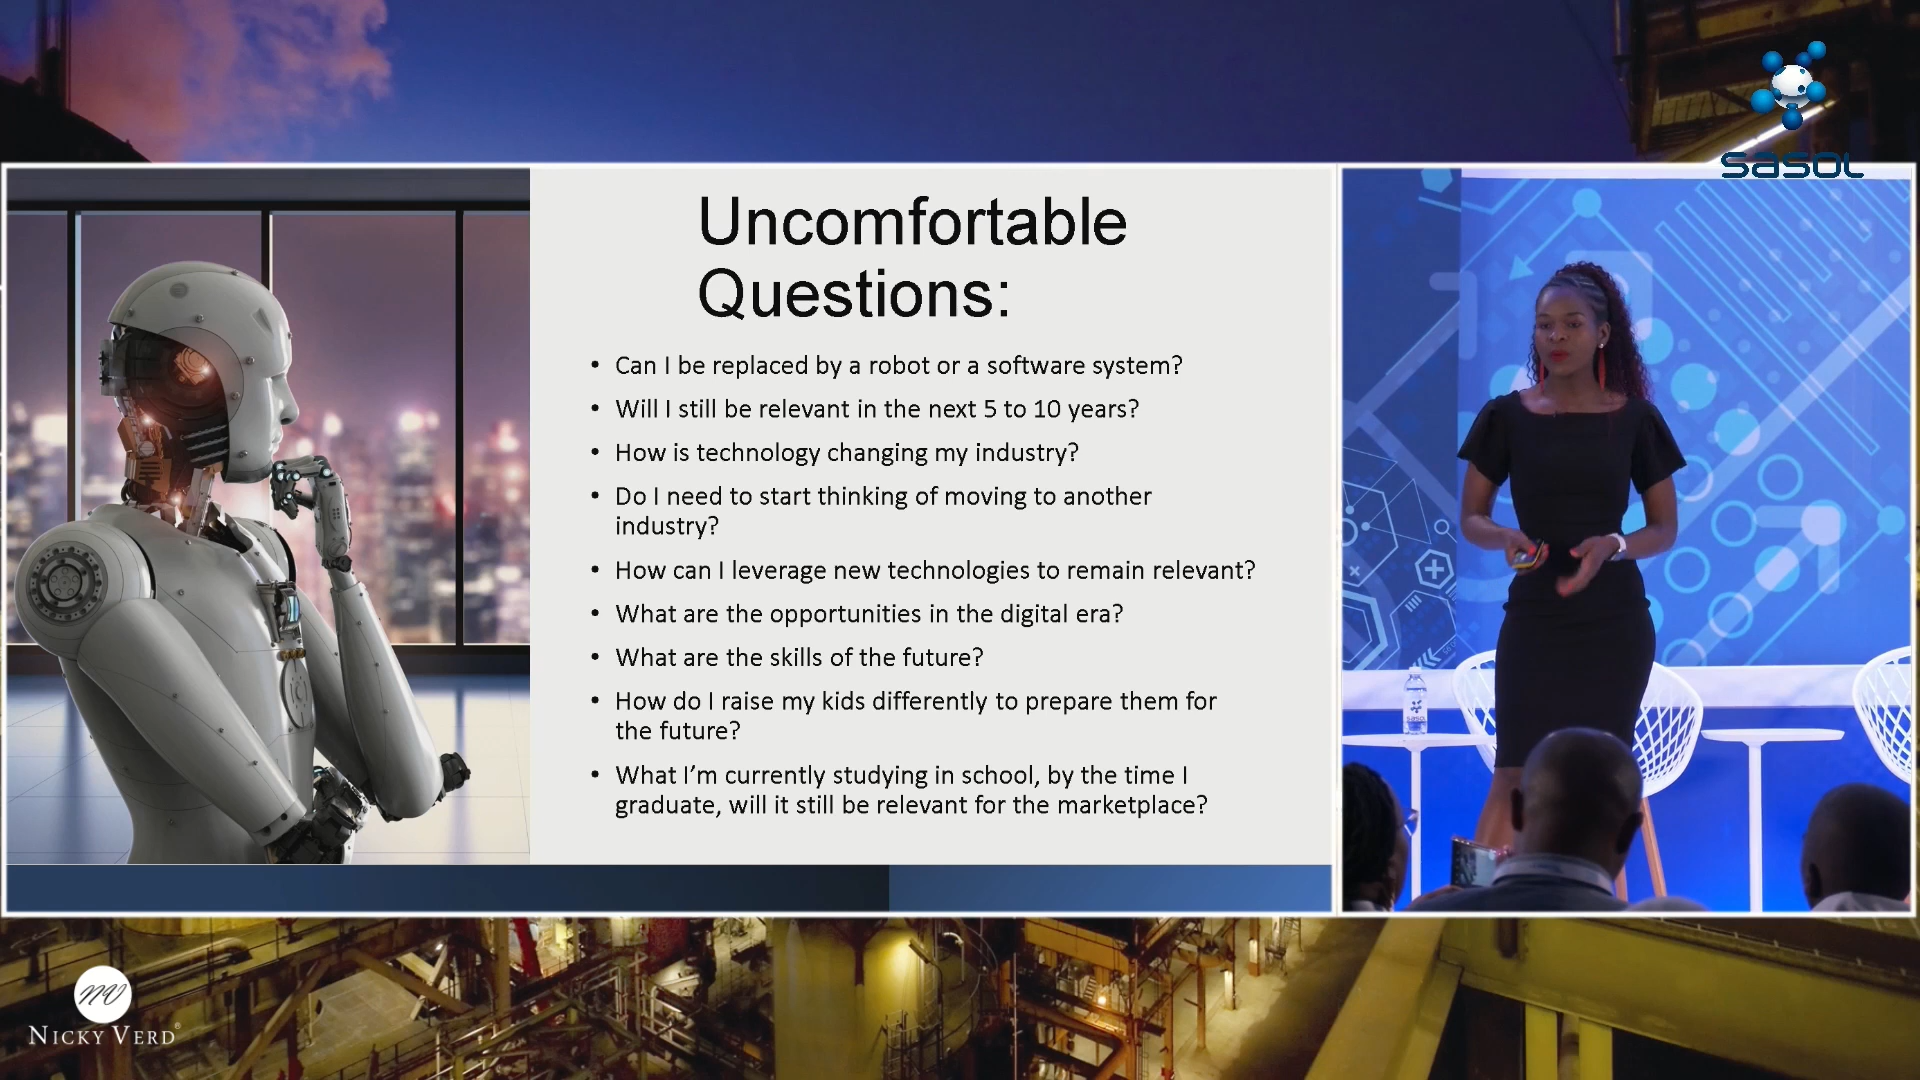 sasol
Uncomfortable
Questions:
• Can I be replaced by a robot or a software system?
• Will I still be relevant in the next 5 to 10 years?
• How is technology changing my industry?
• Do I need to start thinking of moving to another
industry?
• How can I leverage new technologies to remain relevant?
• What are the opportunities in the digital era?
• What are the skills of the future?
• How do I raise my kids differently to prepare them for
the future?
• What I’m currently studying in school, by the time I
graduate, will it still be relevant for the marketplace?
sasol
NV
NICKY VERD®